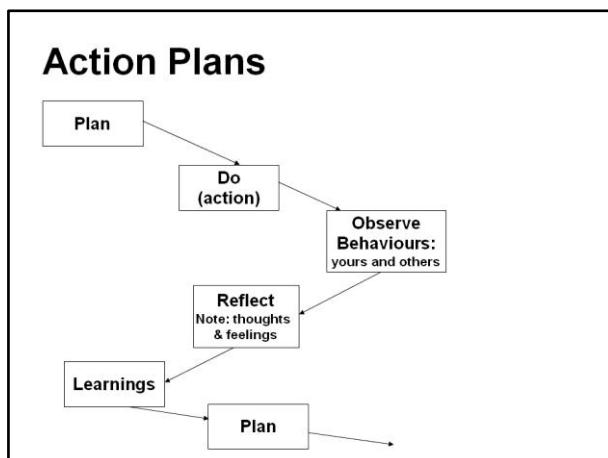 Action Plans
Plan
Do
(action)
Observe
Behaviours:
yours and others
Reflect
Note: thoughts
& feelings
Learnings
Plan